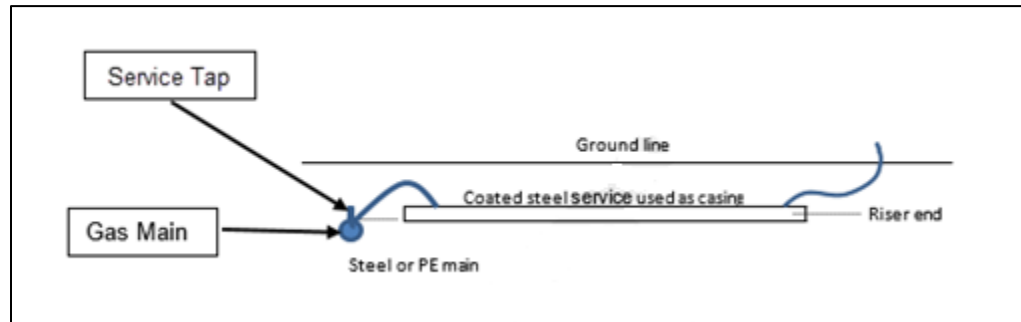 Service Tap
Ground line
Coated steel service used as casing
Gas Main
Riser end
Steel or PE main